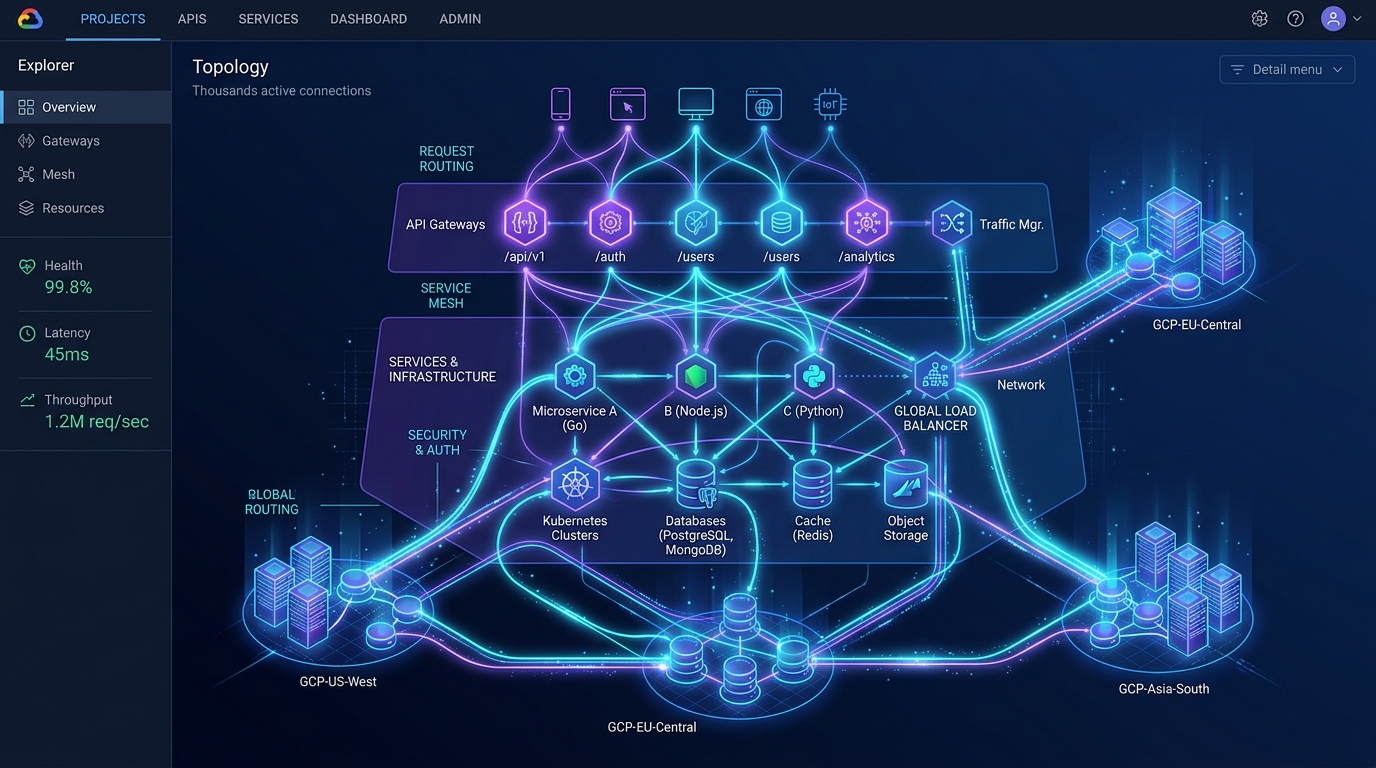 PROJECTS
APIS
SERVICES
DASHBOARD
ADMIN
Explorer
Overview
Gateways
Mesh
Resources
Health
99.8%
Latency
45ms
Throughput
1.2M req/sec
Topology
Thousands active connections
Detail menu
IoT
REQUEST
ROUTING
API Gateways
/api/v1
/auth
/users
/users
/analytics
Traffic Mgr.
SERVICE
MESH
GCP-EU-Central
SERVICES &
INFRASTRUCTURE
Network
Microservice A
(Go)
B (Node.js)
C (Python)
GLOBAL LOAD
BALANCER
SECURITY
& AUTH
GLOBAL
ROUTING
Kubernetes
Clusters
Databases
(PostgreSQL,
MongoDB)
Cache
(Redis)
Object
Storage
GCP-US-West
GCP-EU-Central
GCP-Asia-South